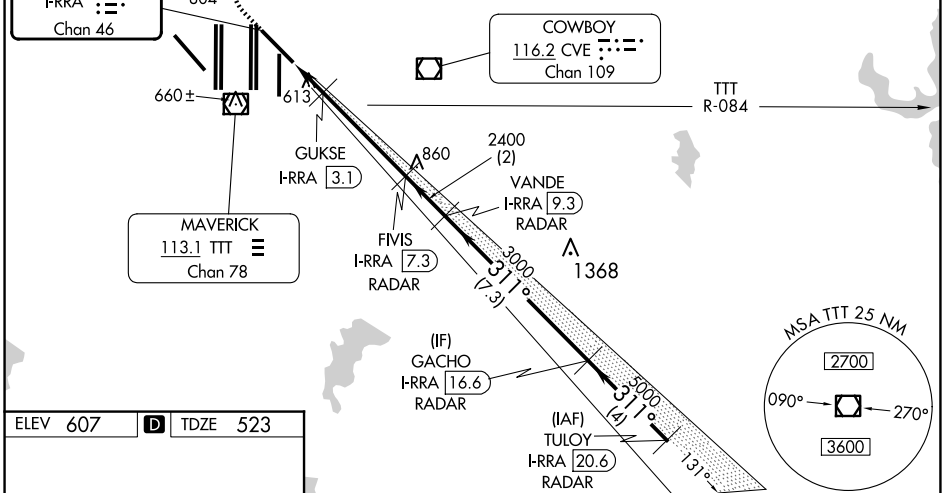 I-RRA
Chan 46
804
COWBOY
116.2 CVE
Chan 109
TTT
R-084
660±
613
GUKSE
I-RRA 3.1
860
2400
(2)
VANDE
I-RRA 9.3
RADAR
MAVERICK
113.1 TTT
Chan 78
FIVIS
I-RRA 7.3
RADAR
1368
3000
311°
(7.3)
(IF)
GACHO
I-RRA 16.6
RADAR
5000
311°
(4)
(IAF)
TULOY
I-RRA 20.6
RADAR
131°
MSA TTT 25 NM
2700
090°
270°
3600
ELEV 607 D TDZE 523